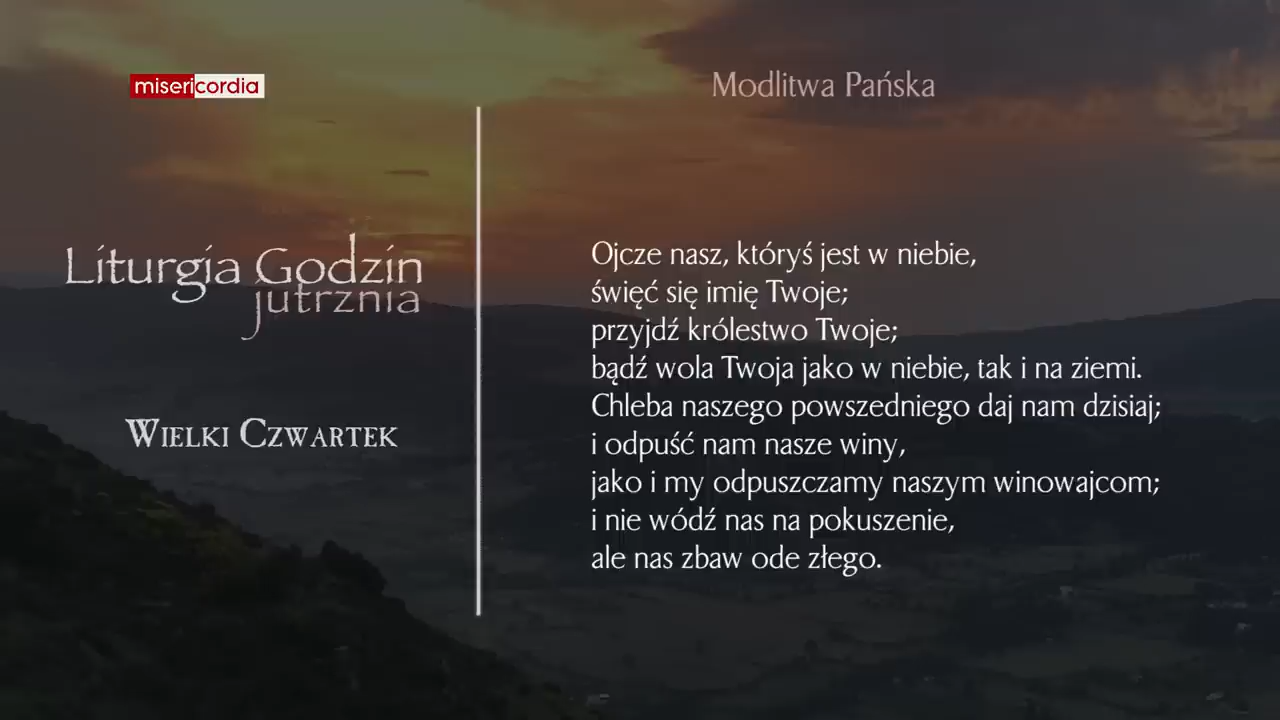 misericordia
Liturgia Godzin
jutrznia
Wielki Czwartek
Modlitwa Pańska
Ojcze nasz, któryś jest w niebie,
święć się imię Twoje;
przyjdź królestwo Twoje;
bądź wola Twoja jako w niebie, tak i na ziemi.
Chleba naszego powszedniego daj nam dzisiaj;
i odpuść nam nasze winy,
jako i my odpuszczamy naszym winowajcom;
i nie wódź nas na pokuszenie,
ale nas zbaw ode złego.